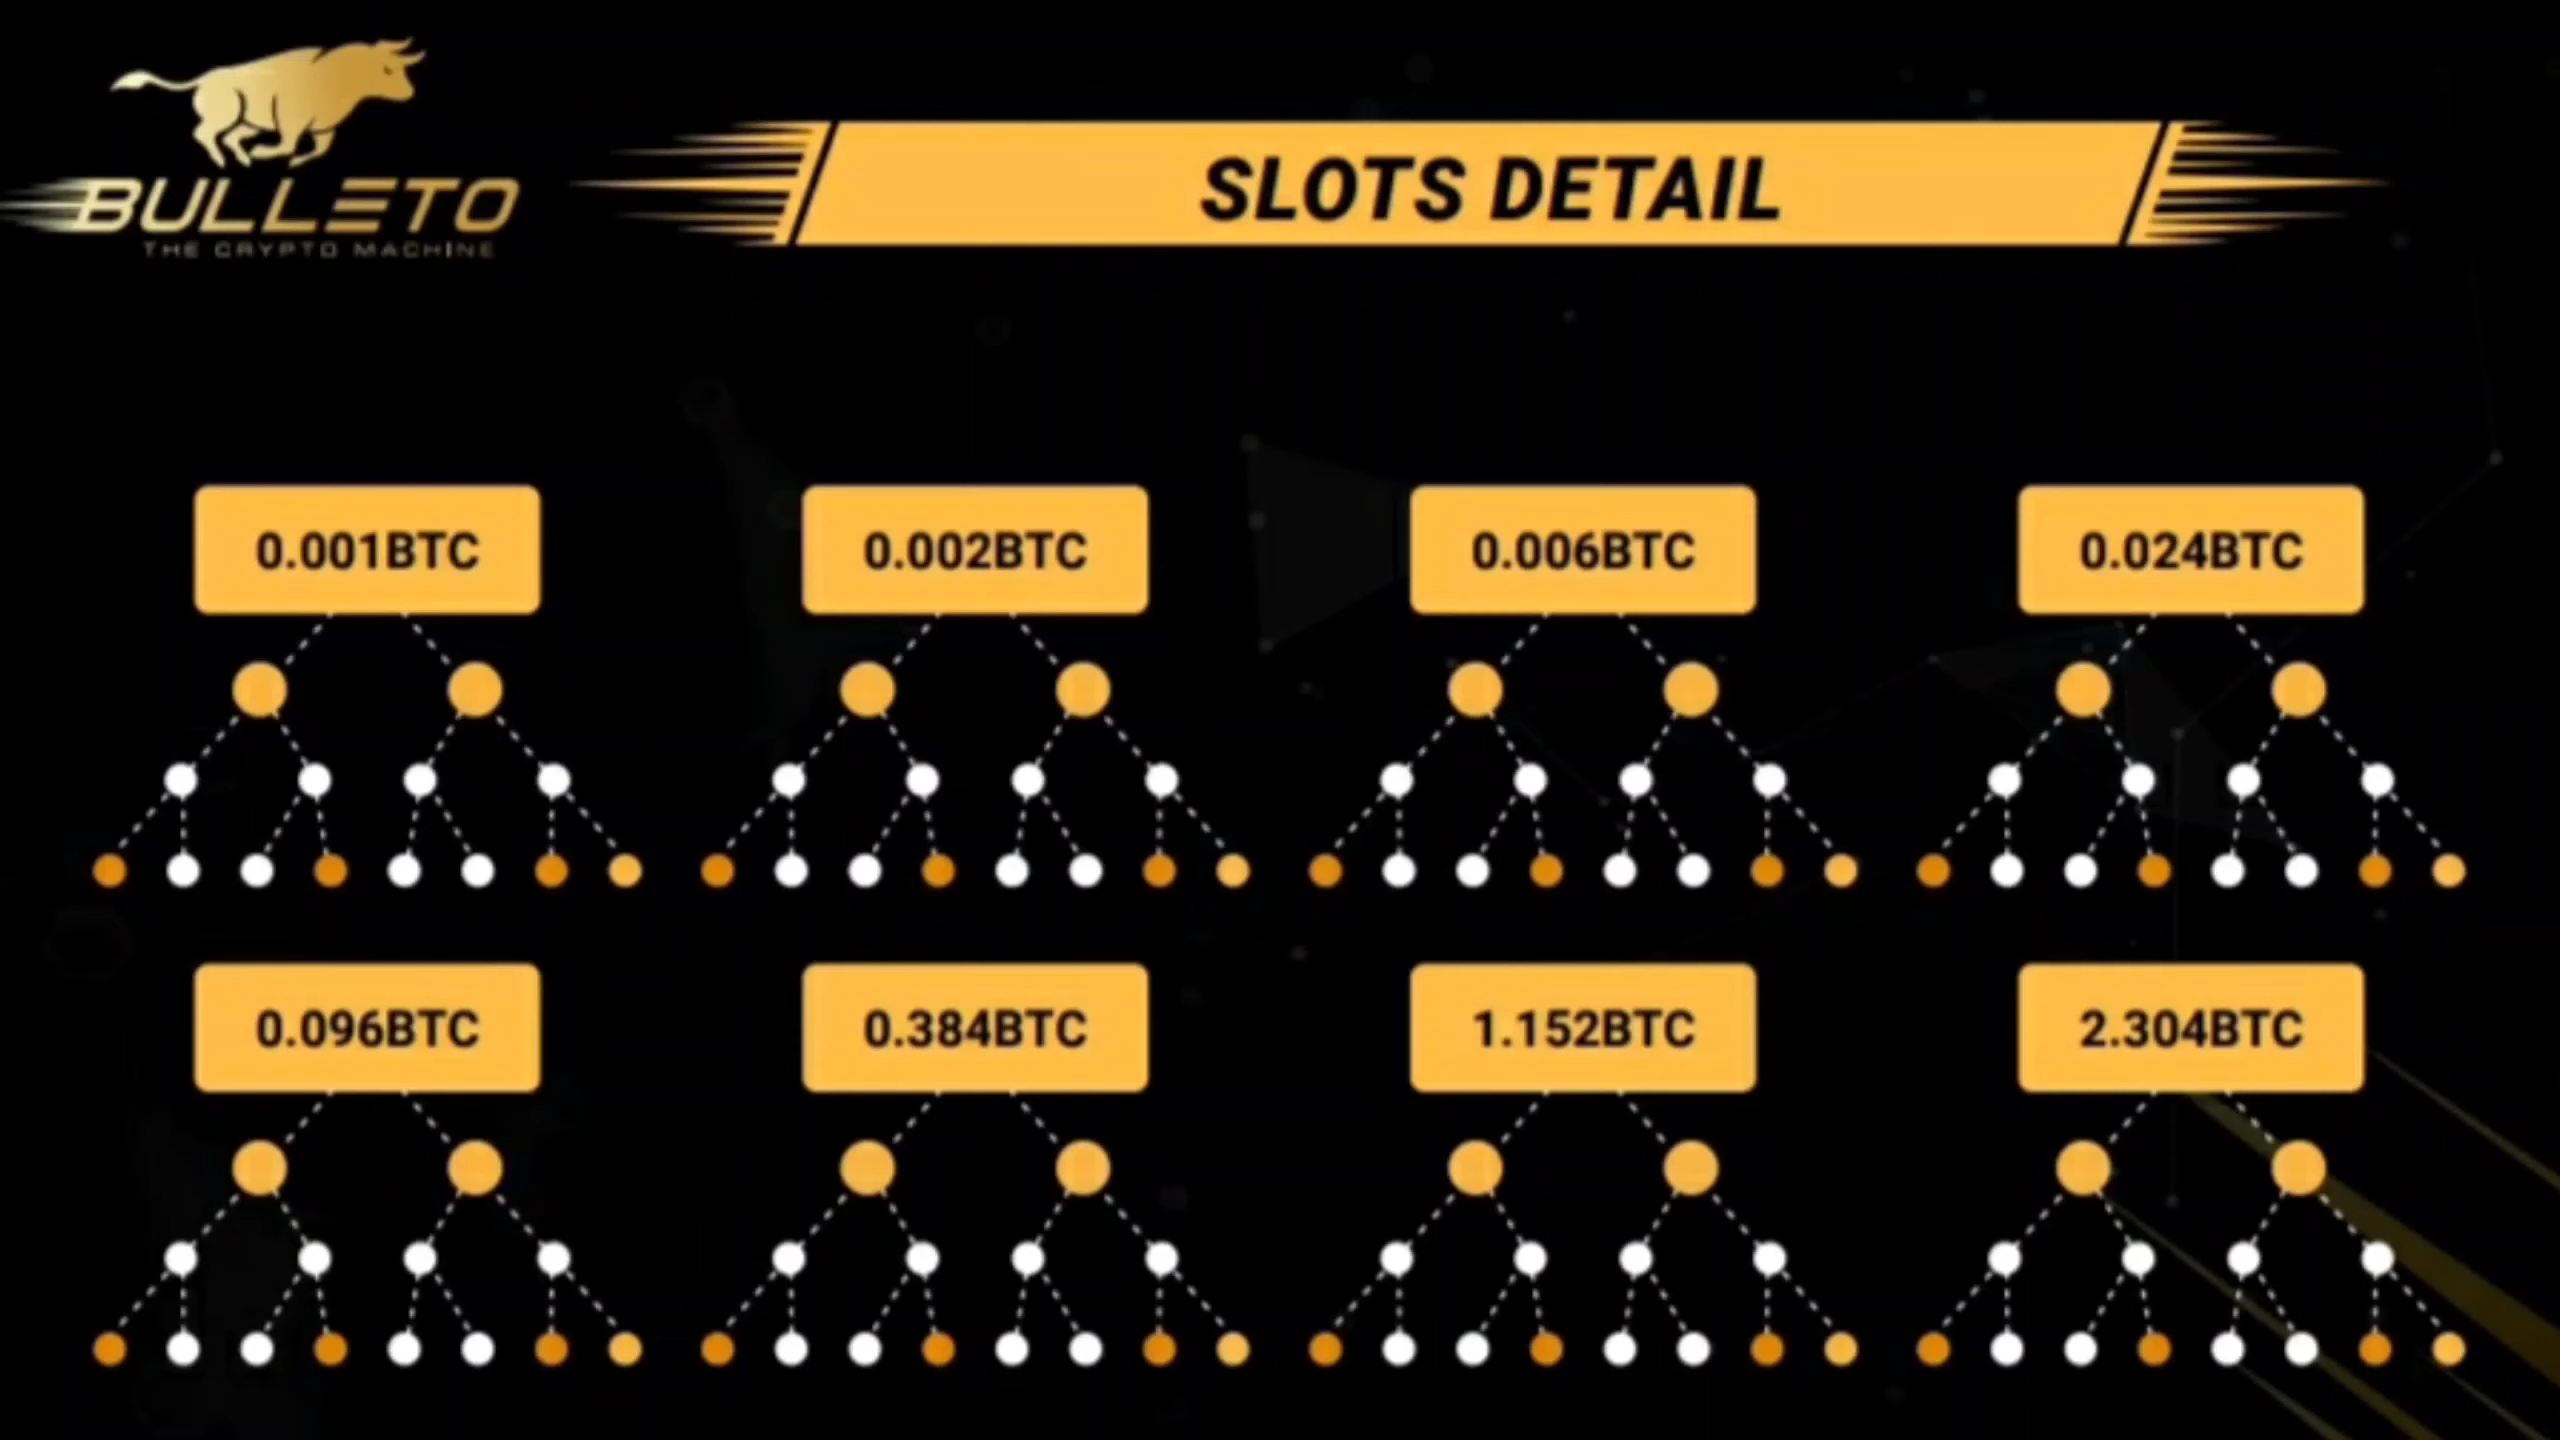 BULLETO
THE CRYPTO MACHINE
SLOTS DETAIL
0.001BTC
0.002BTC
0.006BTC
0.024BTC
0.096BTC
0.384BTC
1.152BTC
2.304BTC